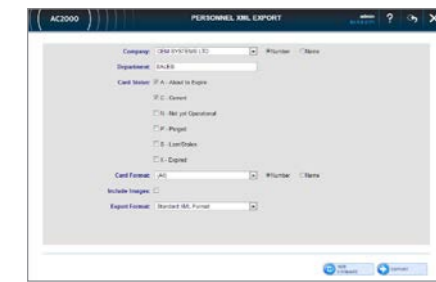 AC2000 PERSONNEL XML EXPORT ?
Company: CEM SYSTEMS LTD Number Name
Department: SALES
Card Status: A - About to Expire
C - Current
N - Not yet Operational
P - Purged
S - Lost/Stolen
X - Expired
Card Format: (All) Number Name
Include Images:
Export Format: Standard XML Format
EXPORT